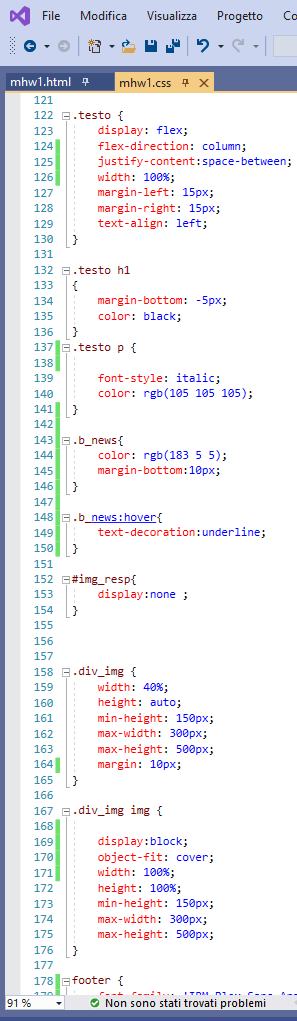 File Modifica Visualizza Progetto Co
mhw1.html mhw1.css
121
122 .testo {
123 display: flex;
124 flex-direction: column;
125 justify-content:space-between;
126 width: 100%;
127 margin-left: 15px;
128 margin-right: 15px;
129 text-align: left;
130 }
131
132 .testo h1
133 {
134 margin-bottom: -5px;
135 color: black;
136 }
137 .testo p {
138
139 font-style: italic;
140 color: rgb(105 105 105);
141 }
142
143 .b_news{
144 color: rgb(183 5 5);
145 margin-bottom:10px;
146 }
147
148 .b_news:hover{
149 text-decoration:underline;
150 }
151
152 #img_resp{
153 display:none ;
154 }
155
156
157
158 .div_img {
159 width: 40%;
160 height: auto;
161 min-height: 150px;
162 max-width: 300px;
163 max-height: 500px;
164 margin: 10px;
165 }
166
167 .div_img img {
168
169 display:block;
170 object-fit: cover;
171 width: 100%;
172 height: 100%;
173 min-height: 150px;
174 max-width: 300px;
175 max-height: 500px;
176 }
177
178 footer {
91 % Non sono stati trovati problemi